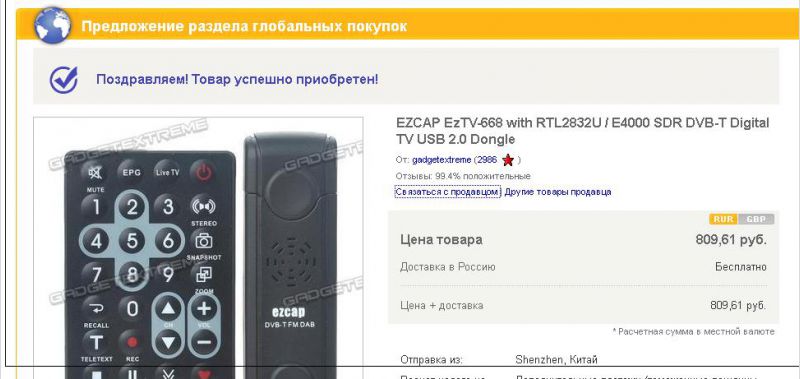 Предложение раздела глобальных покупок
Поздравляем! Товар успешно приобретен!
EZCAP EzTV-668 with RTL2832U / E4000 SDR DVB-T Digital
TV USB 2.0 Dongle
От: gadgetextreme (2986 )
Отзывы: 99.4% положительные
Связаться с продавцом Другие товары продавца
RUR GBP
Цена товара 809,61 руб.
Доставка в Россию Бесплатно
Цена + доставка 809,61 руб.
* Расчетная сумма в местной валюте
Отправка из: Shenzhen, Китай
GADGETEXTREME
GADGETEXTREME
GADGETEXTREME
EPG Live TV
MUTE
1 2 3
STEREO
4 5 6
SNAPSHOT
7 8 9
ZOOM
0
RECALL CH VOL
TELETEXT REC
ezcap
DVB-T FM DAB